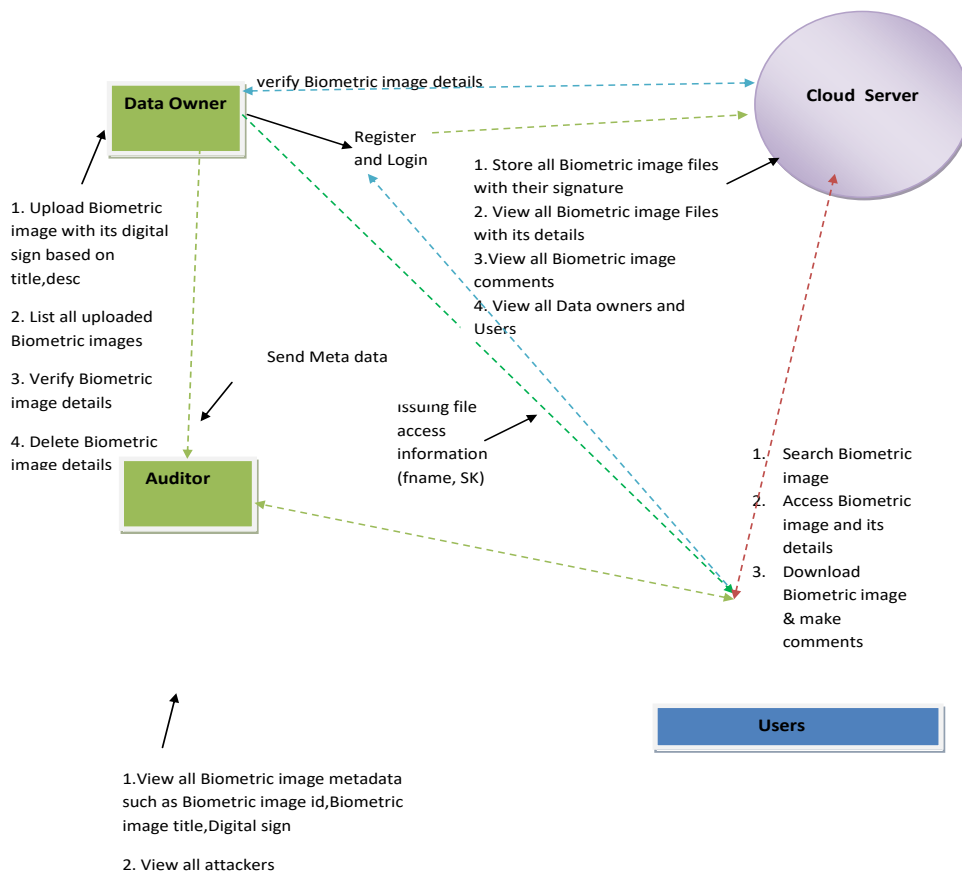 verify Biometric image details
Data Owner
Cloud Server
Register
and Login
1. Store all Biometric image files
with their signature
2. View all Biometric image Files
with its details
3.View all Biometric image
comments
4. View all Data owners and
Users
1. Upload Biometric
image with its digital
sign based on
title,desc
2. List all uploaded
Biometric images
3. Verify Biometric
image details
4. Delete Biometric
image details
Send Meta data
Issuing file
access
information
(fname, SK)
Auditor
1. Search Biometric
image
2. Access Biometric
image and its
details
3. Download
Biometric image
& make
comments
Users
1.View all Biometric image metadata
such as Biometric image id,Biometric
image title,Digital sign
2. View all attackers